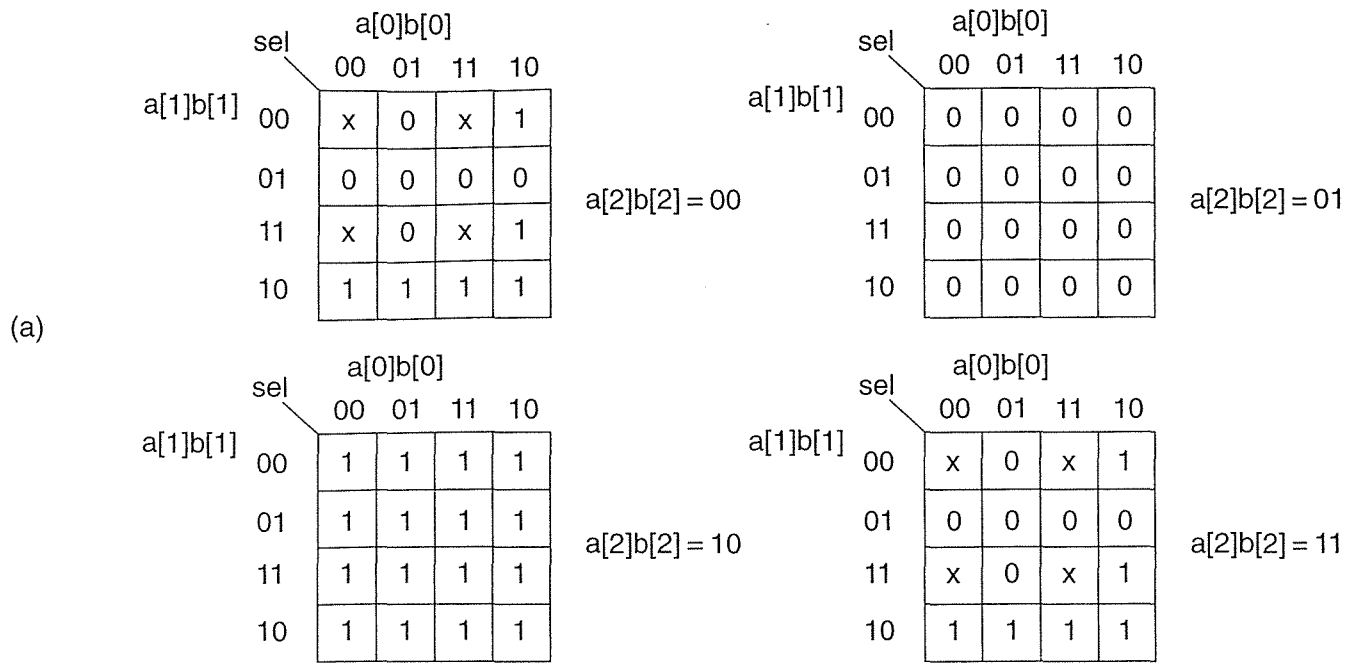 a[0]b[0]
sel
00 01 11 10
a[1]b[1]
00 x 0 x 1
01 0 0 0 0
11 x 0 x 1
10 1 1 1 1
a[2]b[2] = 00
a[0]b[0]
sel
00 01 11 10
a[1]b[1]
00 0 0 0 0
01 0 0 0 0
11 0 0 0 0
10 0 0 0 0
a[2]b[2] = 01
(a)
a[0]b[0]
sel
00 01 11 10
a[1]b[1]
00 1 1 1 1
01 1 1 1 1
11 1 1 1 1
10 1 1 1 1
a[2]b[2] = 10
a[0]b[0]
sel
00 01 11 10
a[1]b[1]
00 x 0 x 1
01 0 0 0 0
11 x 0 x 1
10 1 1 1 1
a[2]b[2] = 11